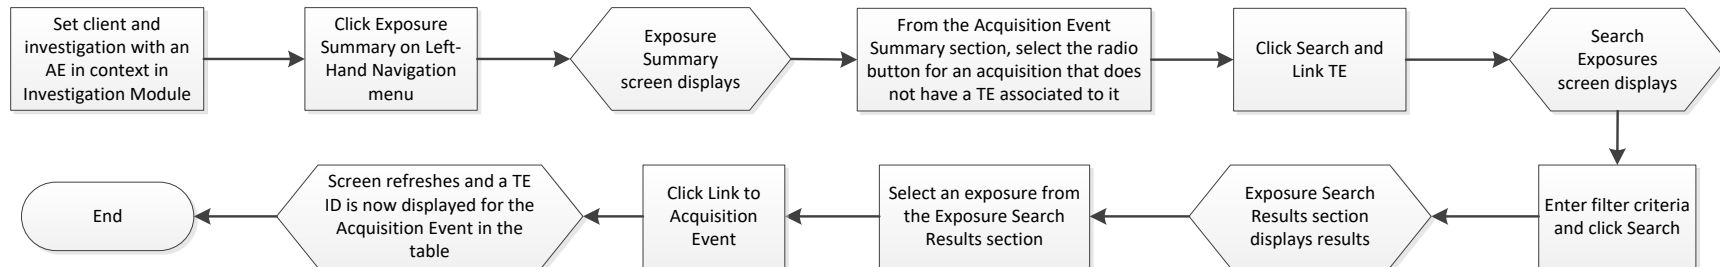 Set client and
investigation with an
AE in context in
Investigation Module
Click Exposure
Summary on Left-
Hand Navigation
menu
Exposure
Summary
screen displays
From the Acquisition Event
Summary section, select the radio
button for an acquisition that does
not have a TE associated to it
Click Search and
Link TE
Search
Exposures
screen displays
Enter filter criteria
and click Search
Exposure Search
Results section
displays results
Select an exposure from
the Exposure Search
Results section
Click Link to
Acquisition
Event
Screen refreshes and a TE
ID is now displayed for the
Acquisition Event in the
table
End